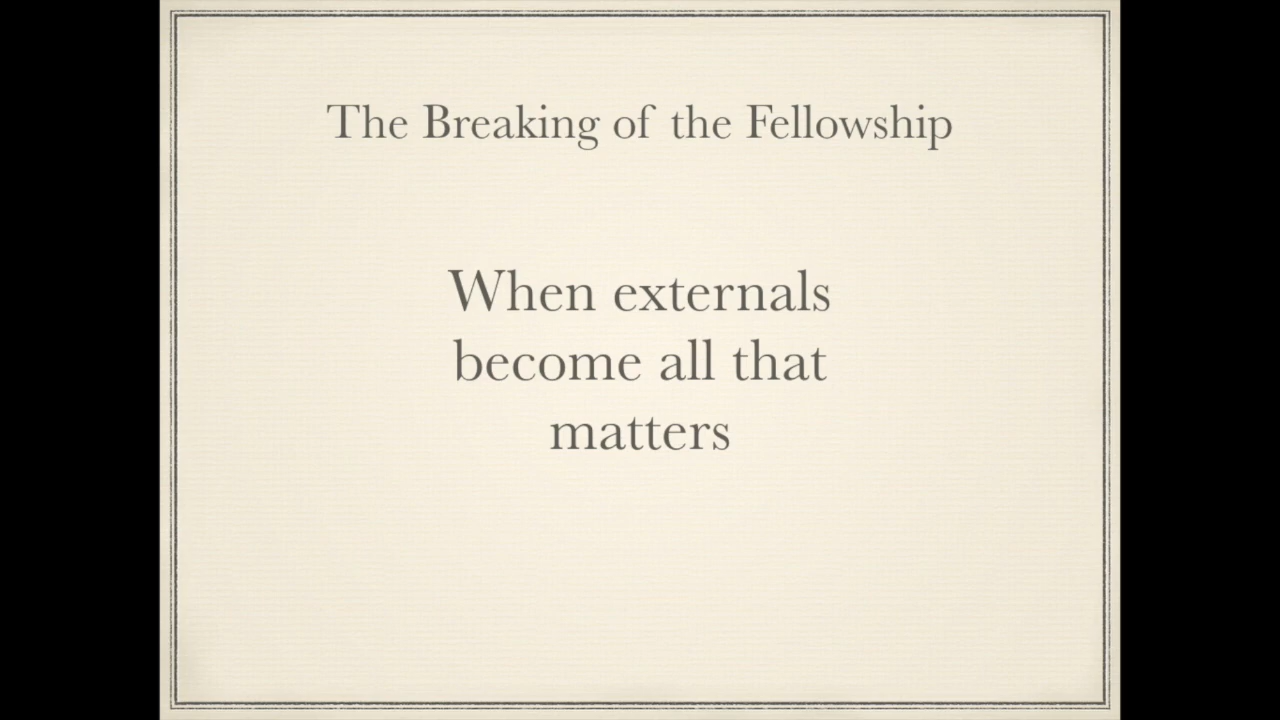 The Breaking of the Fellowship
When externals
become all that
matters